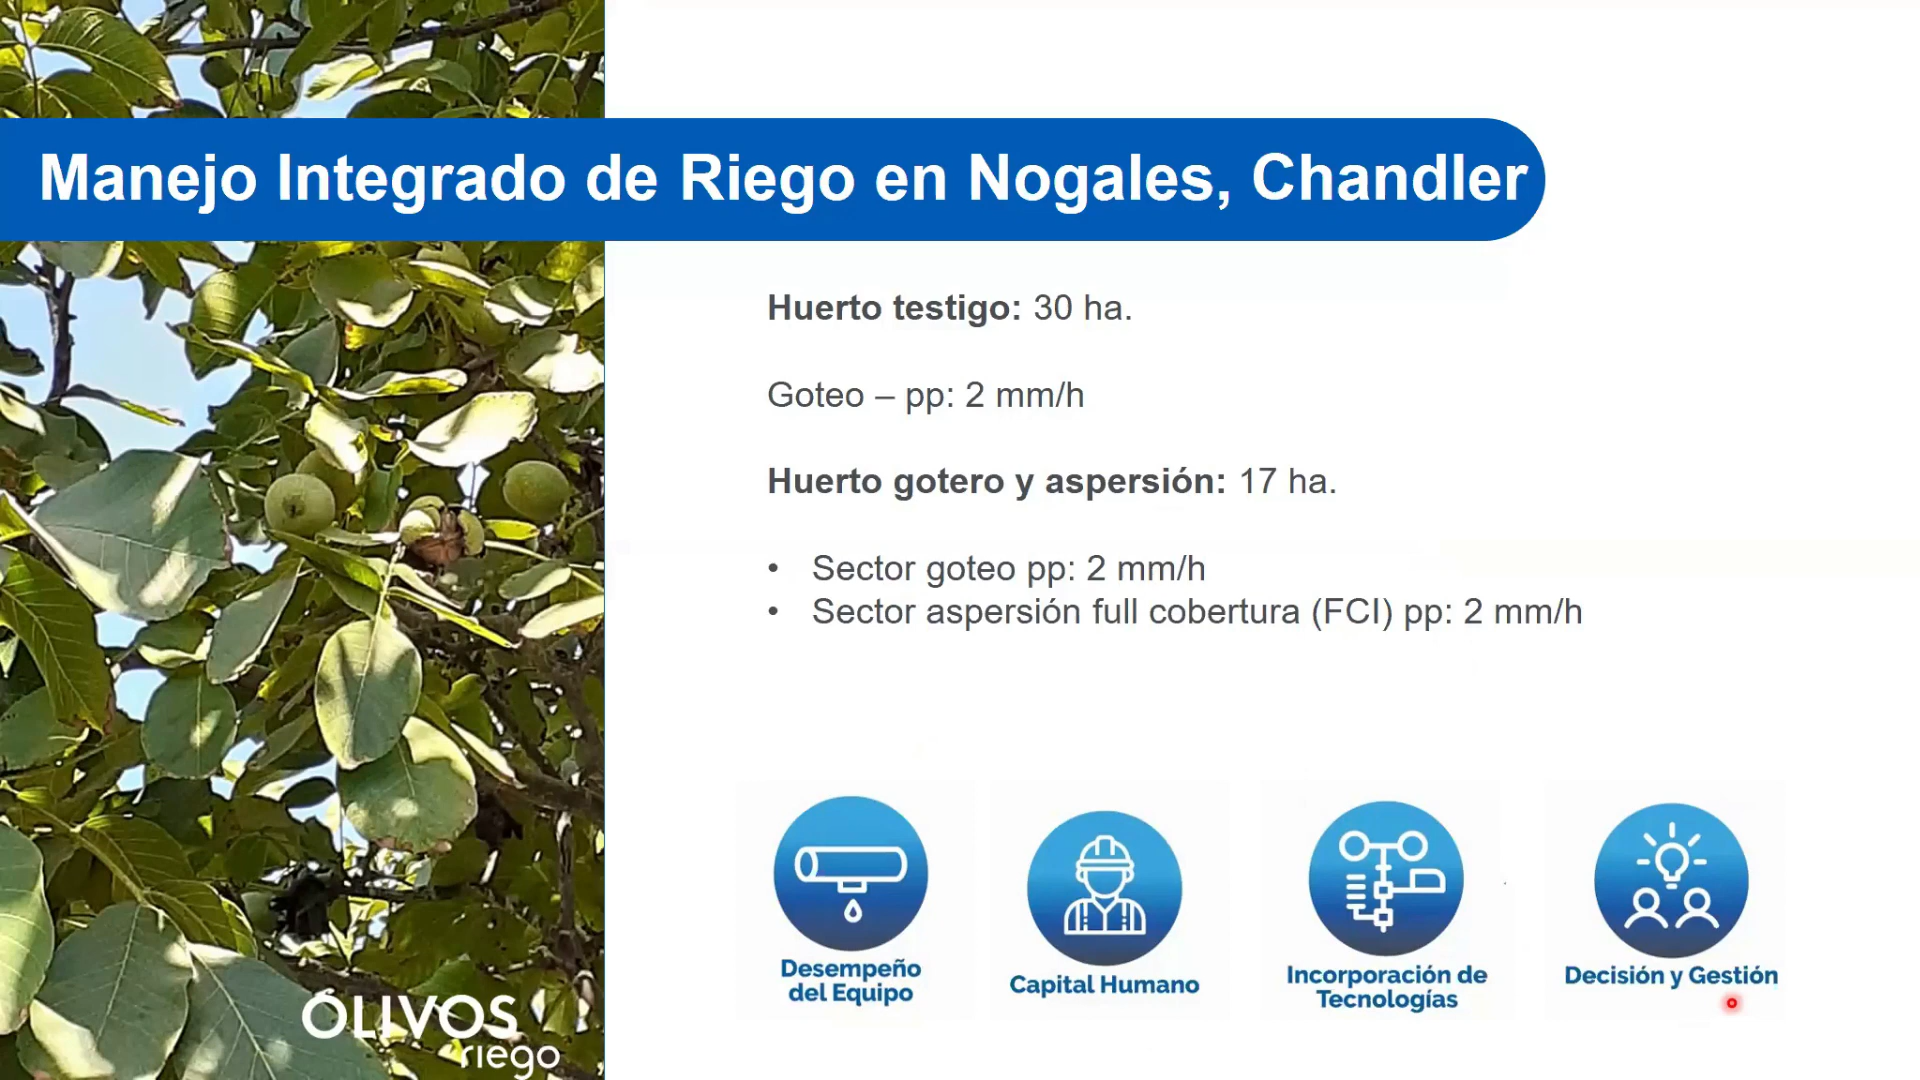 Manejo Integrado de Riego en Nogales, Chandler
Huerto testigo: 30 ha.
Goteo – pp: 2 mm/h
Huerto gotero y aspersión: 17 ha.
• Sector goteo pp: 2 mm/h
• Sector aspersión full cobertura (FCI) pp: 2 mm/h
Desempeño
del Equipo
Capital Humano
Incorporación de
Tecnologías
Decisión y Gestión
OLIVOS
riego